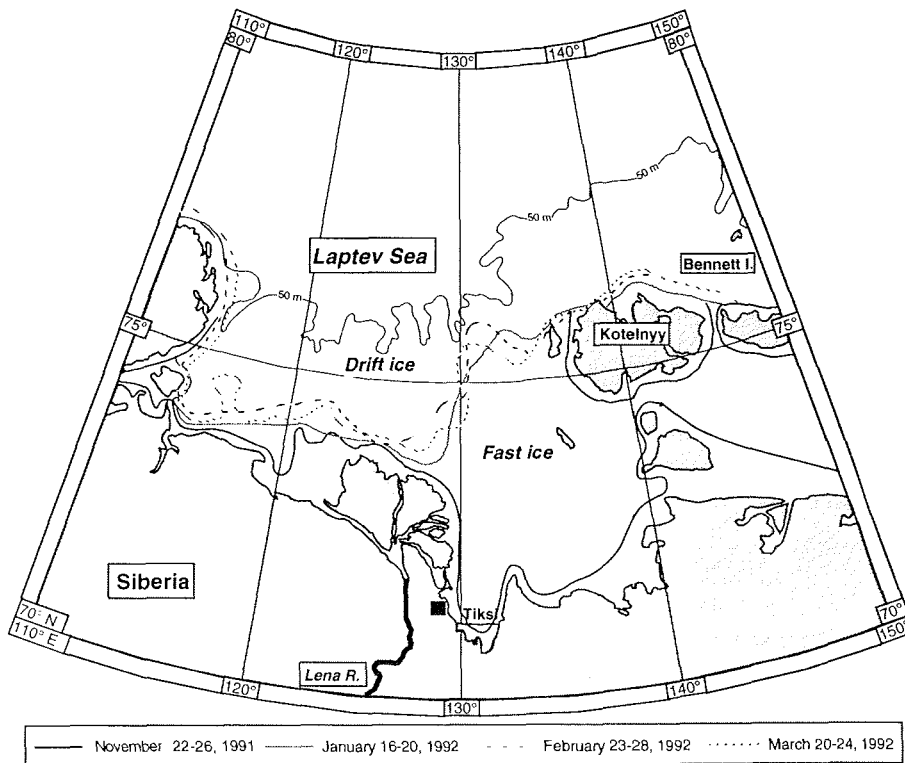 110°
150°
80°
80°
120°
140°
130°
50 m
50 m
Laptev Sea
Bennett I.
50 m
75°
75°
Kotelnyy
Drift ice
Fast ice
Siberia
Tiksi
70° N
70°
110° E
150°
Lena R.
120°
140°
130°
November 22-26, 1991
January 16-20, 1992
February 23-28, 1992
March 20-24, 1992